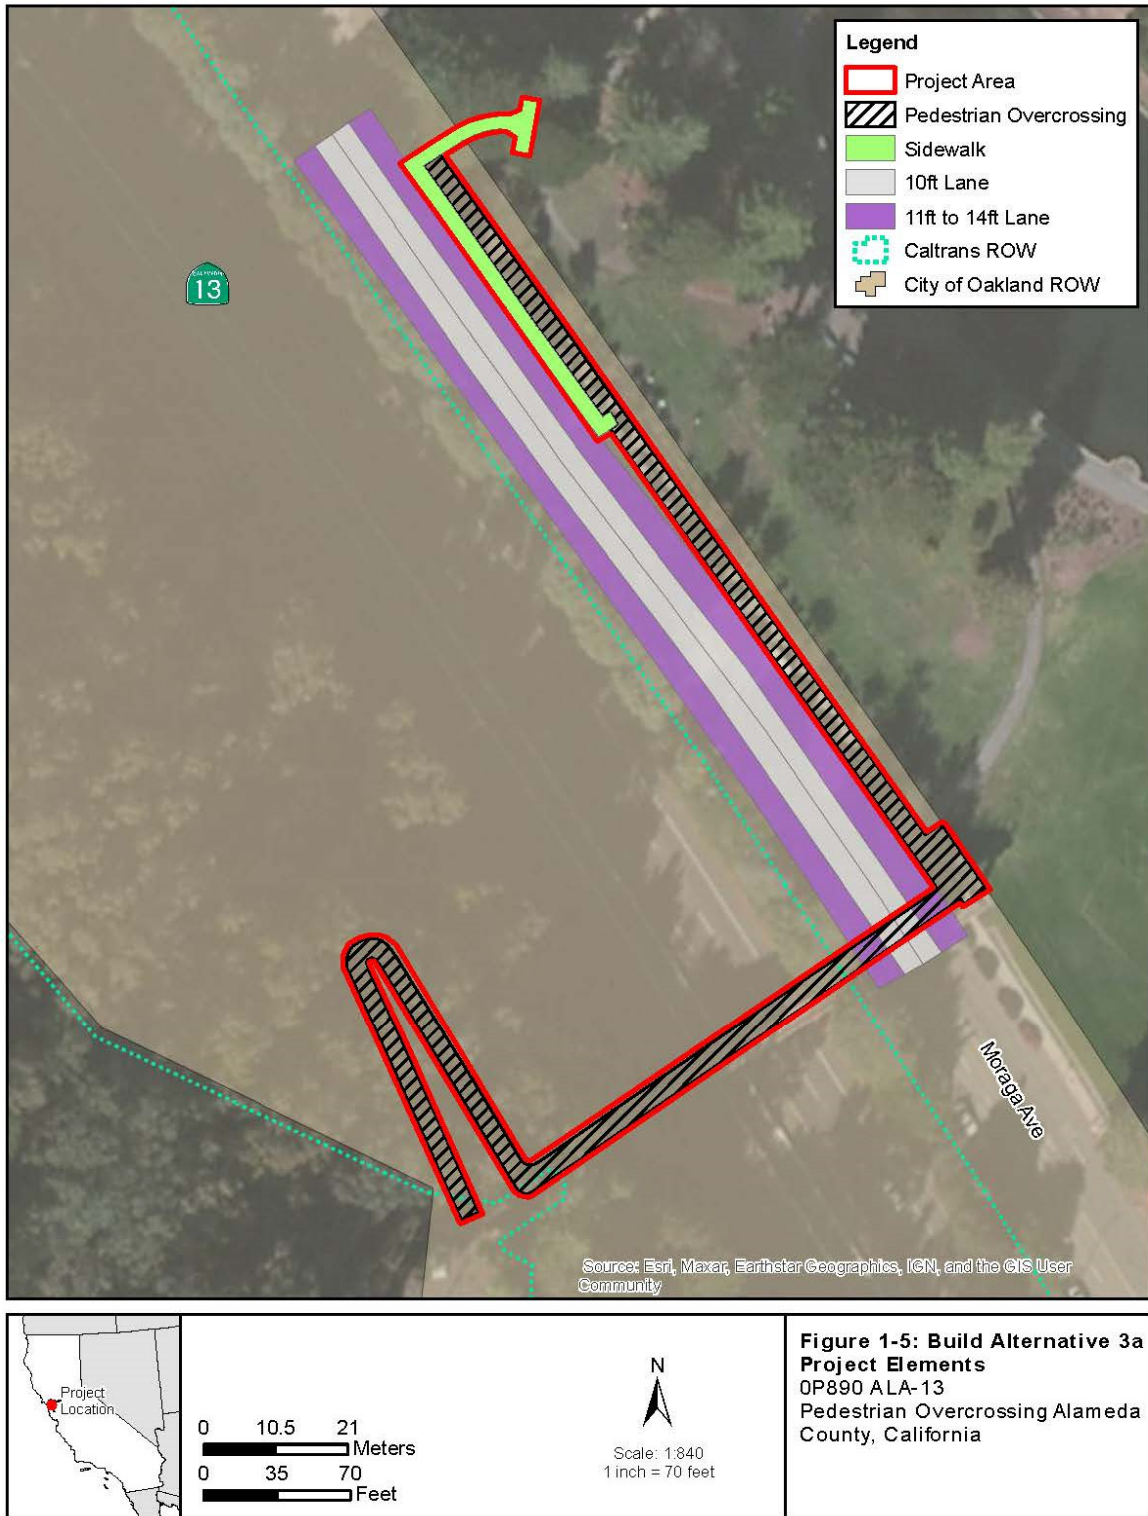 Legend
Project Area
Pedestrian Overcrossing
Sidewalk
10ft Lane
11ft to 14ft Lane
Caltrans ROW
City of Oakland ROW
CALIFORNIA
13
Moraga Ave
Source: Esri, Maxar, Earthstar Geographics, IGN, and the GIS User
Community
Project
Location
0 10.5 21
Meters
0 35 70
Feet
N
Scale: 1:840
1 inch = 70 feet
Figure 1-5: Build Alternative 3a
Project Elements
0P890 ALA-13
Pedestrian Overcrossing Alameda
County, California